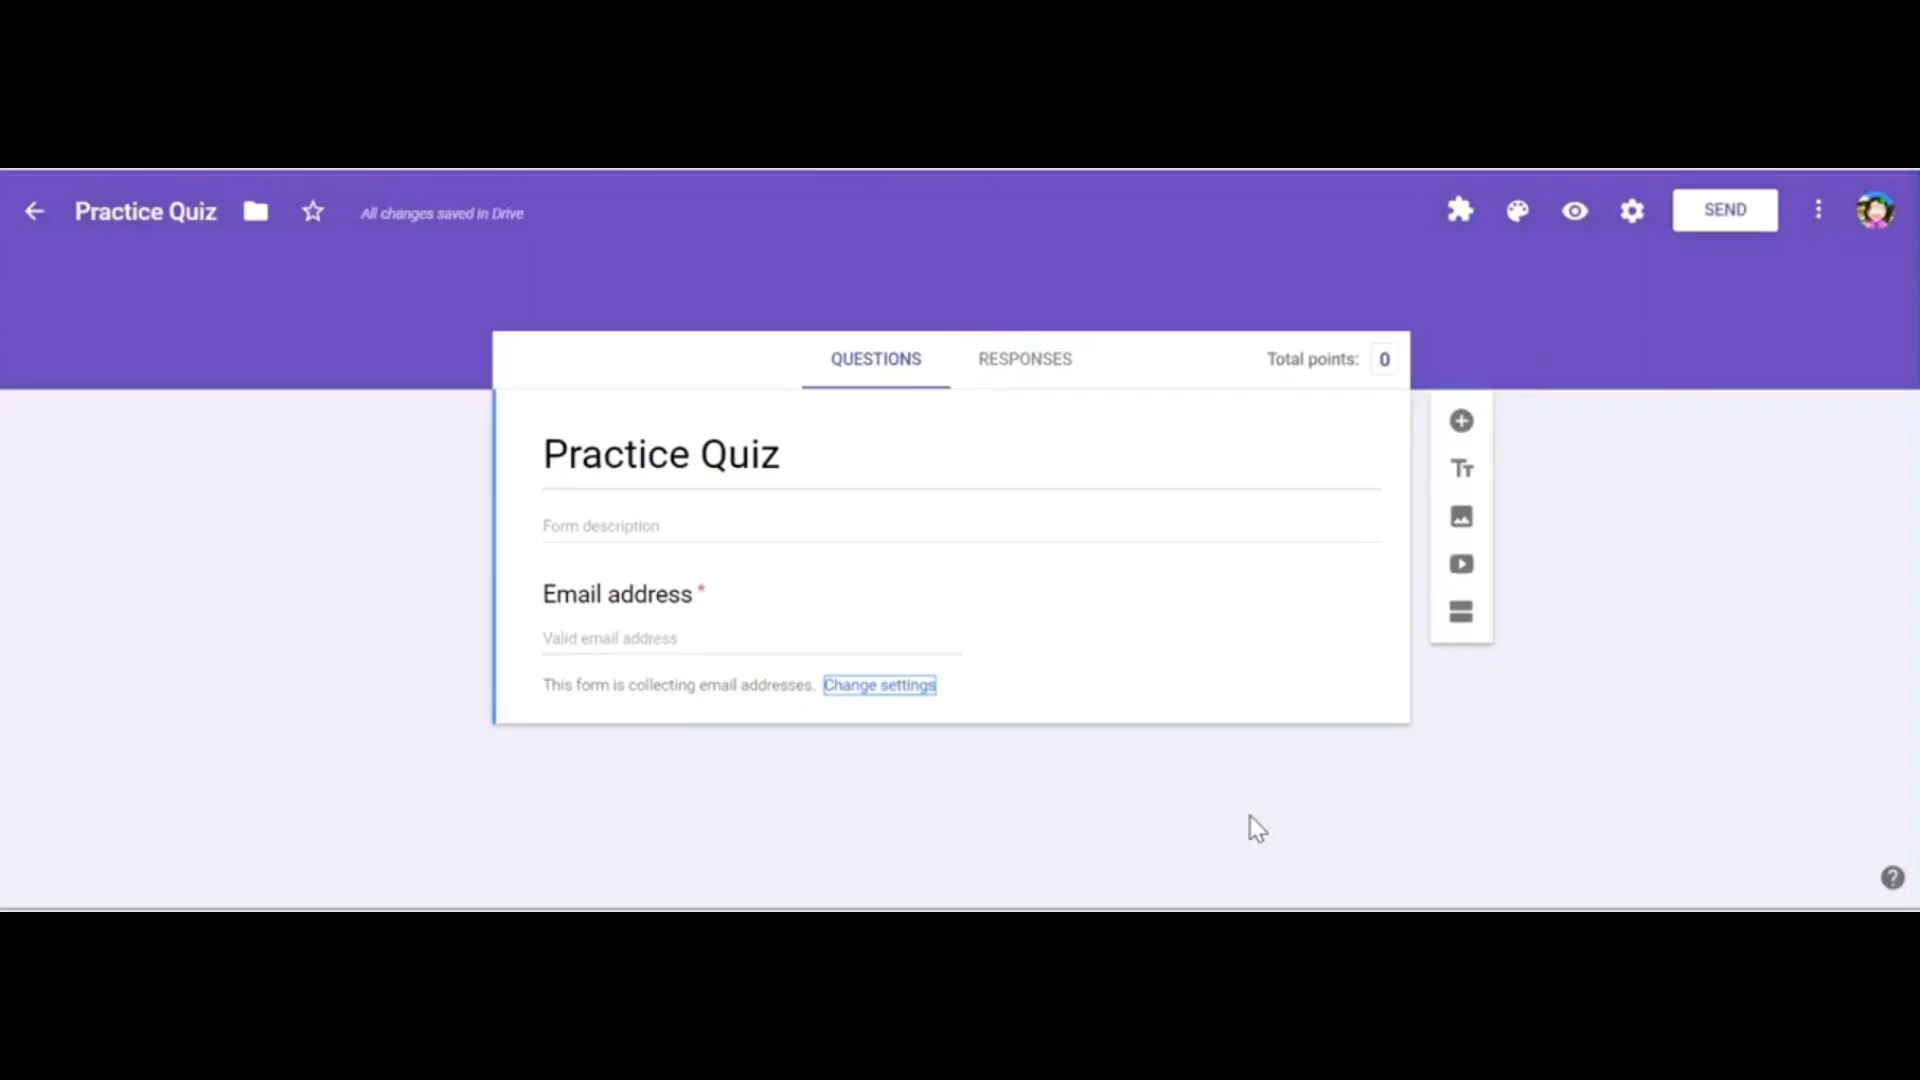 Practice Quiz
All changes saved in Drive
SEND
QUESTIONS
RESPONSES
Total points: 0
Practice Quiz
Form description
Email address *
Valid email address
This form is collecting email addresses. Change settings